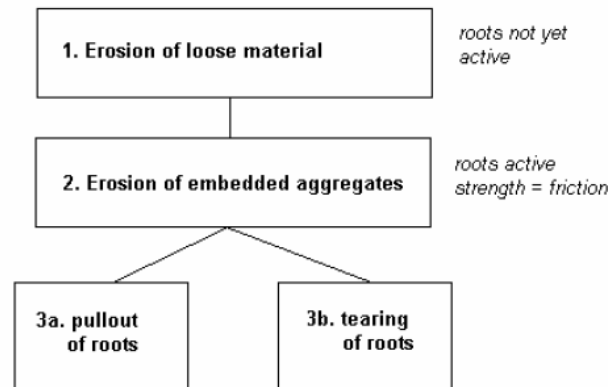 1. Erosion of loose material
roots not yet
active
2. Erosion of embedded aggregates
roots active
strength = friction
3a. pullout
of roots
3b. tearing
of roots